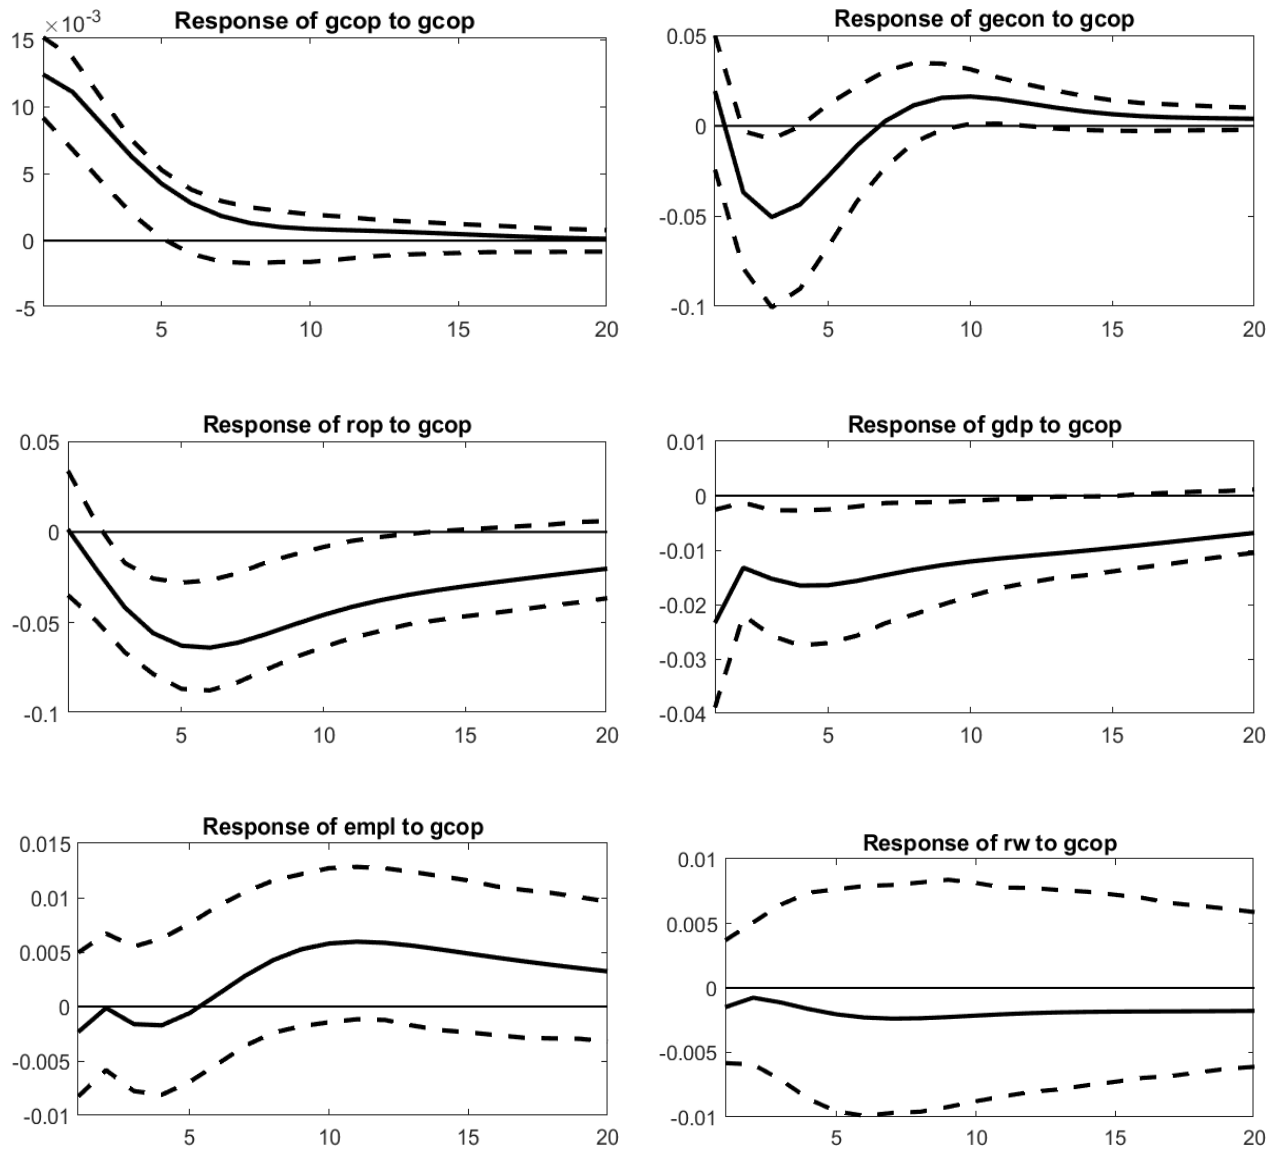 Response of gcop to gcop
×10-3
15
10
5
0
-5
5 10 15 20
Response of gecon to gcop
0.05
0
-0.05
-0.1
5 10 15 20
Response of rop to gcop
0.05
0
-0.05
-0.1
5 10 15 20
Response of gdp to gcop
0.01
0
-0.01
-0.02
-0.03
-0.04
5 10 15 20
Response of empl to gcop
0.015
0.01
0.005
0
-0.005
-0.01
5 10 15 20
Response of rw to gcop
0.01
0.005
0
-0.005
-0.01
5 10 15 20